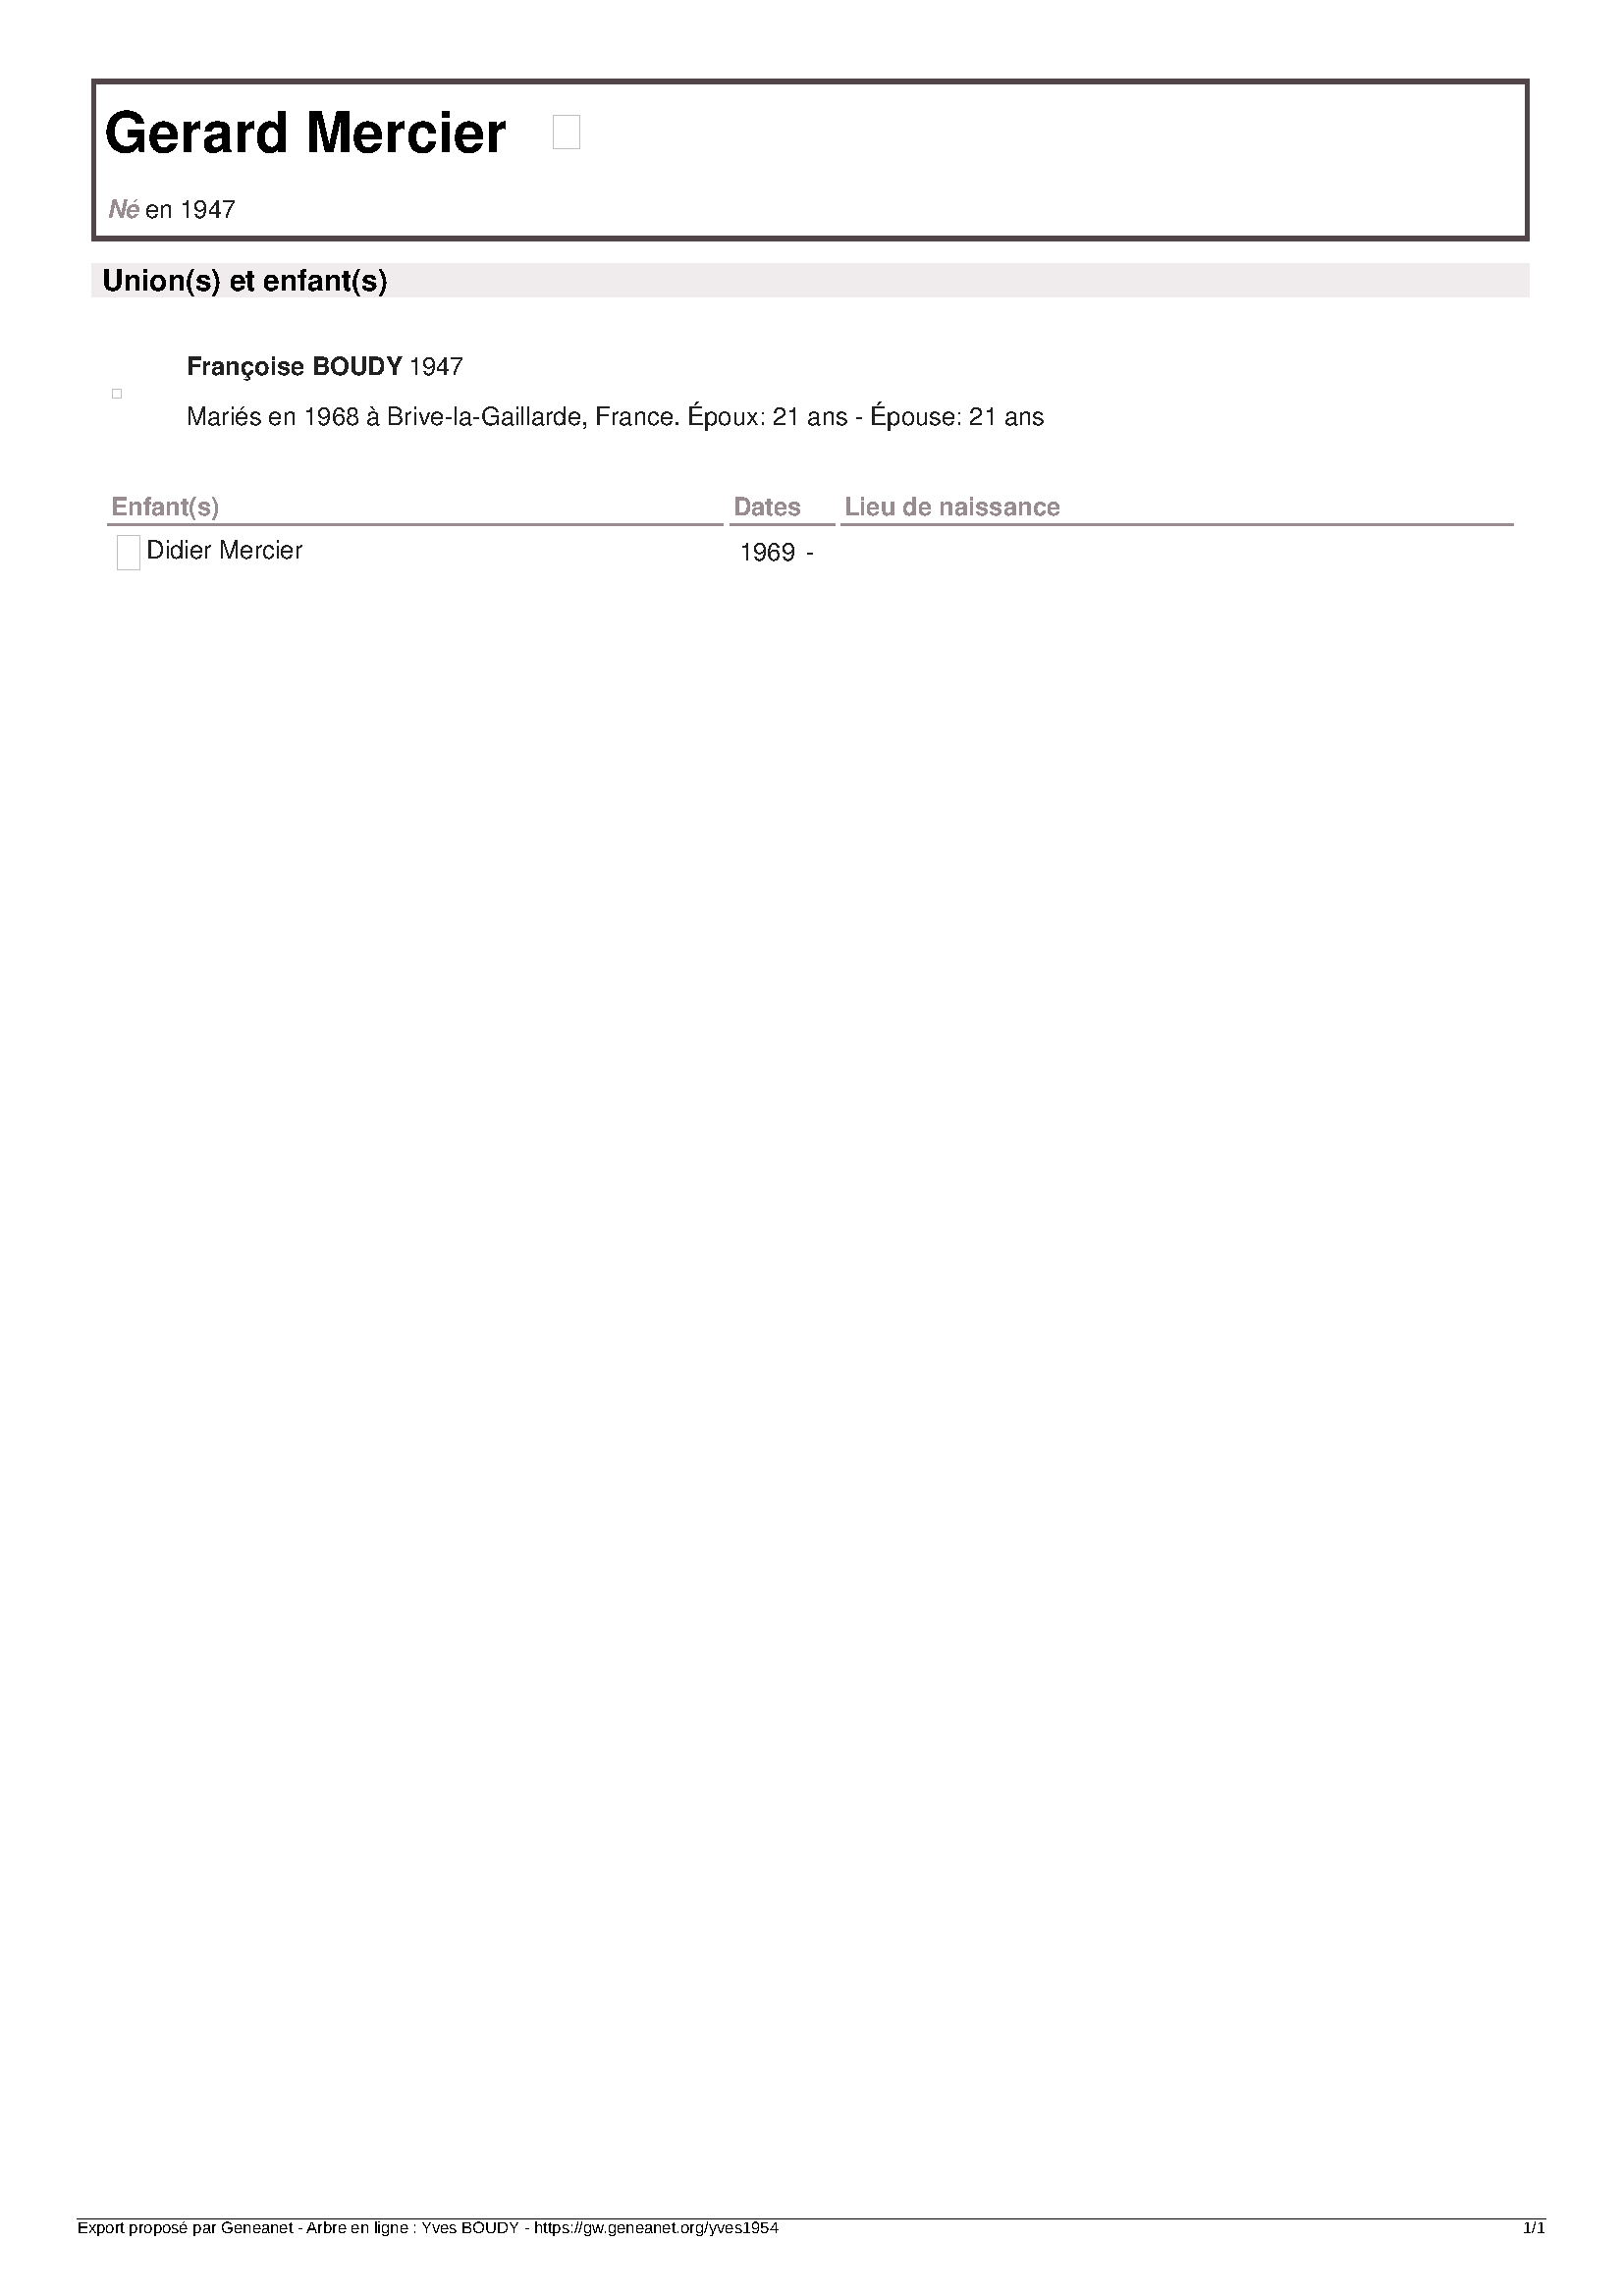 Gerard Mercier
Né en 1947
Union(s) et enfant(s)
Françoise BOUDY 1947
Mariés en 1968 à Brive-la-Gaillarde, France. Époux: 21 ans - Épouse: 21 ans
Enfant(s) Dates Lieu de naissance
Didier Mercier 1969 -
Export proposé par Geneanet - Arbre en ligne : Yves BOUDY - https://gw.geneanet.org/yves1954 1/1